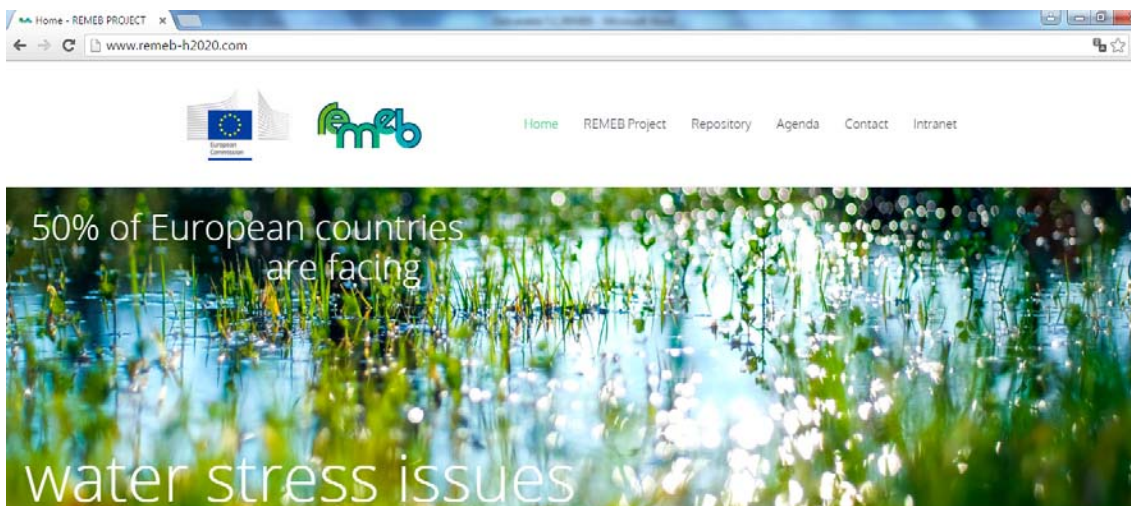 Home - REMEB PROJECT
www.remeb-h2020.com
European
Commission
remeb
Home REMEB Project Repository Agenda Contact Intranet
50% of European countries
are facing
water stress issues